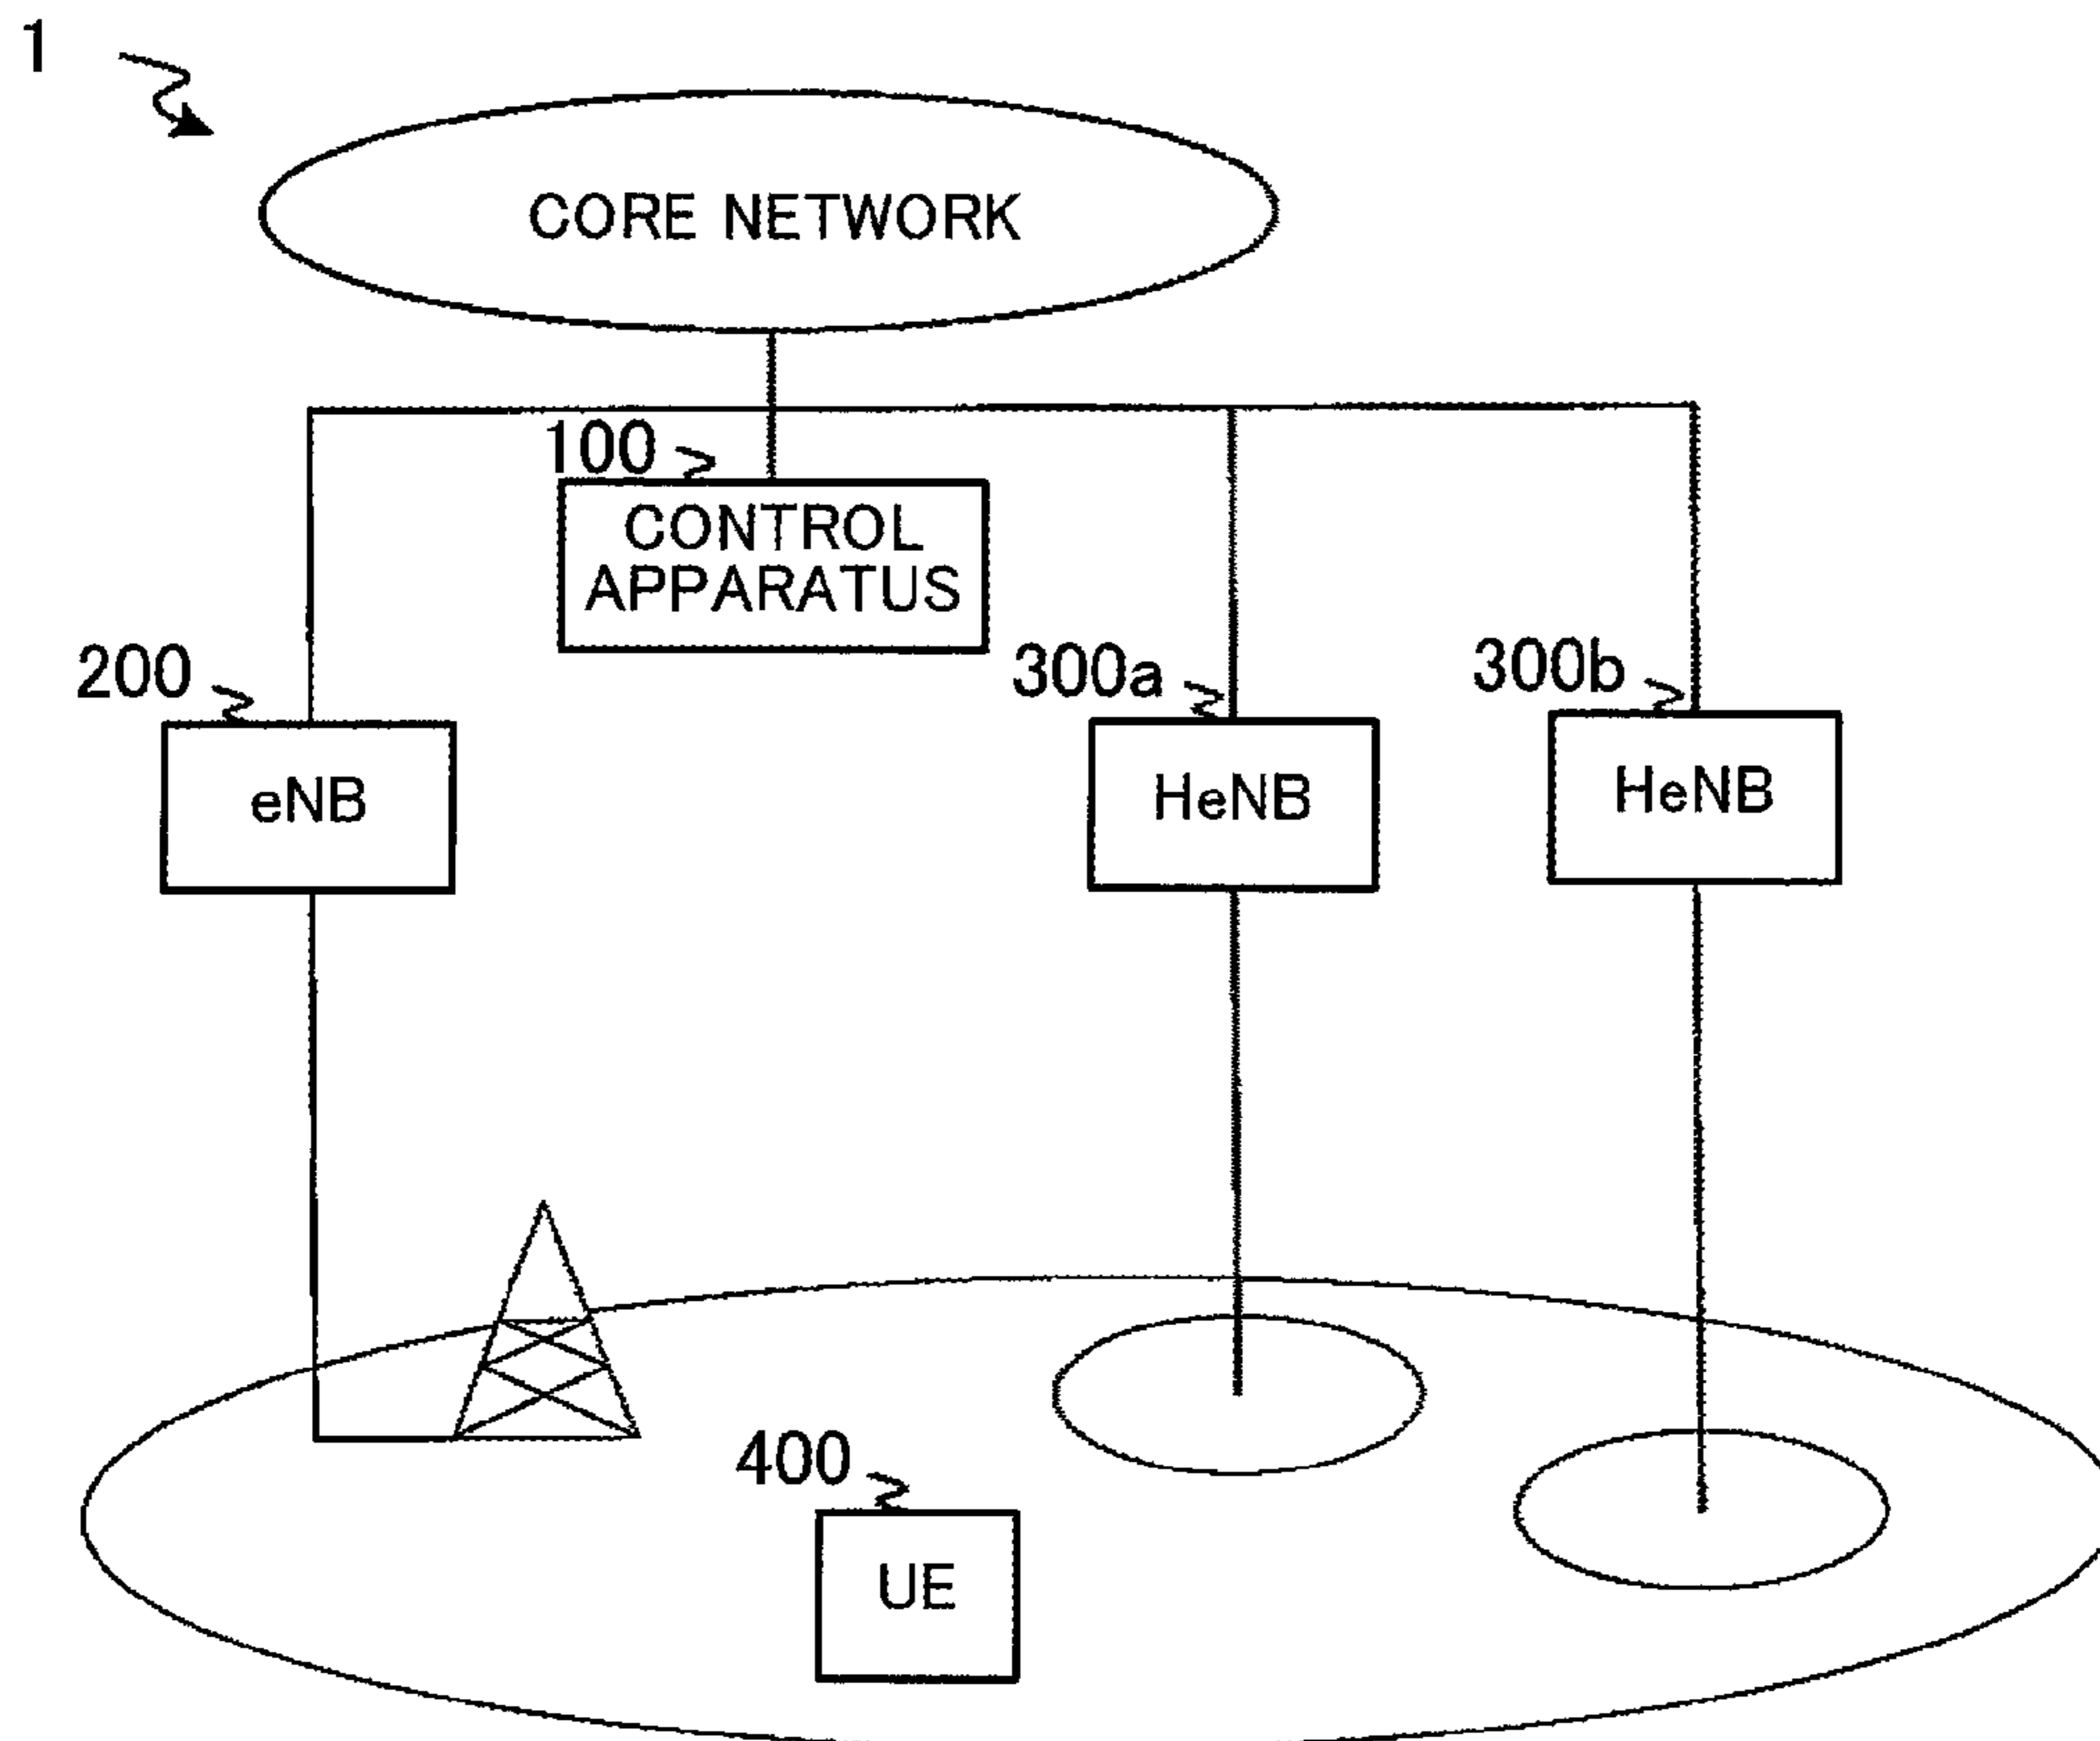 1
CORE NETWORK
100
CONTROL
APPARATUS
200
300a
300b
eNB
HeNB
HeNB
400
UE